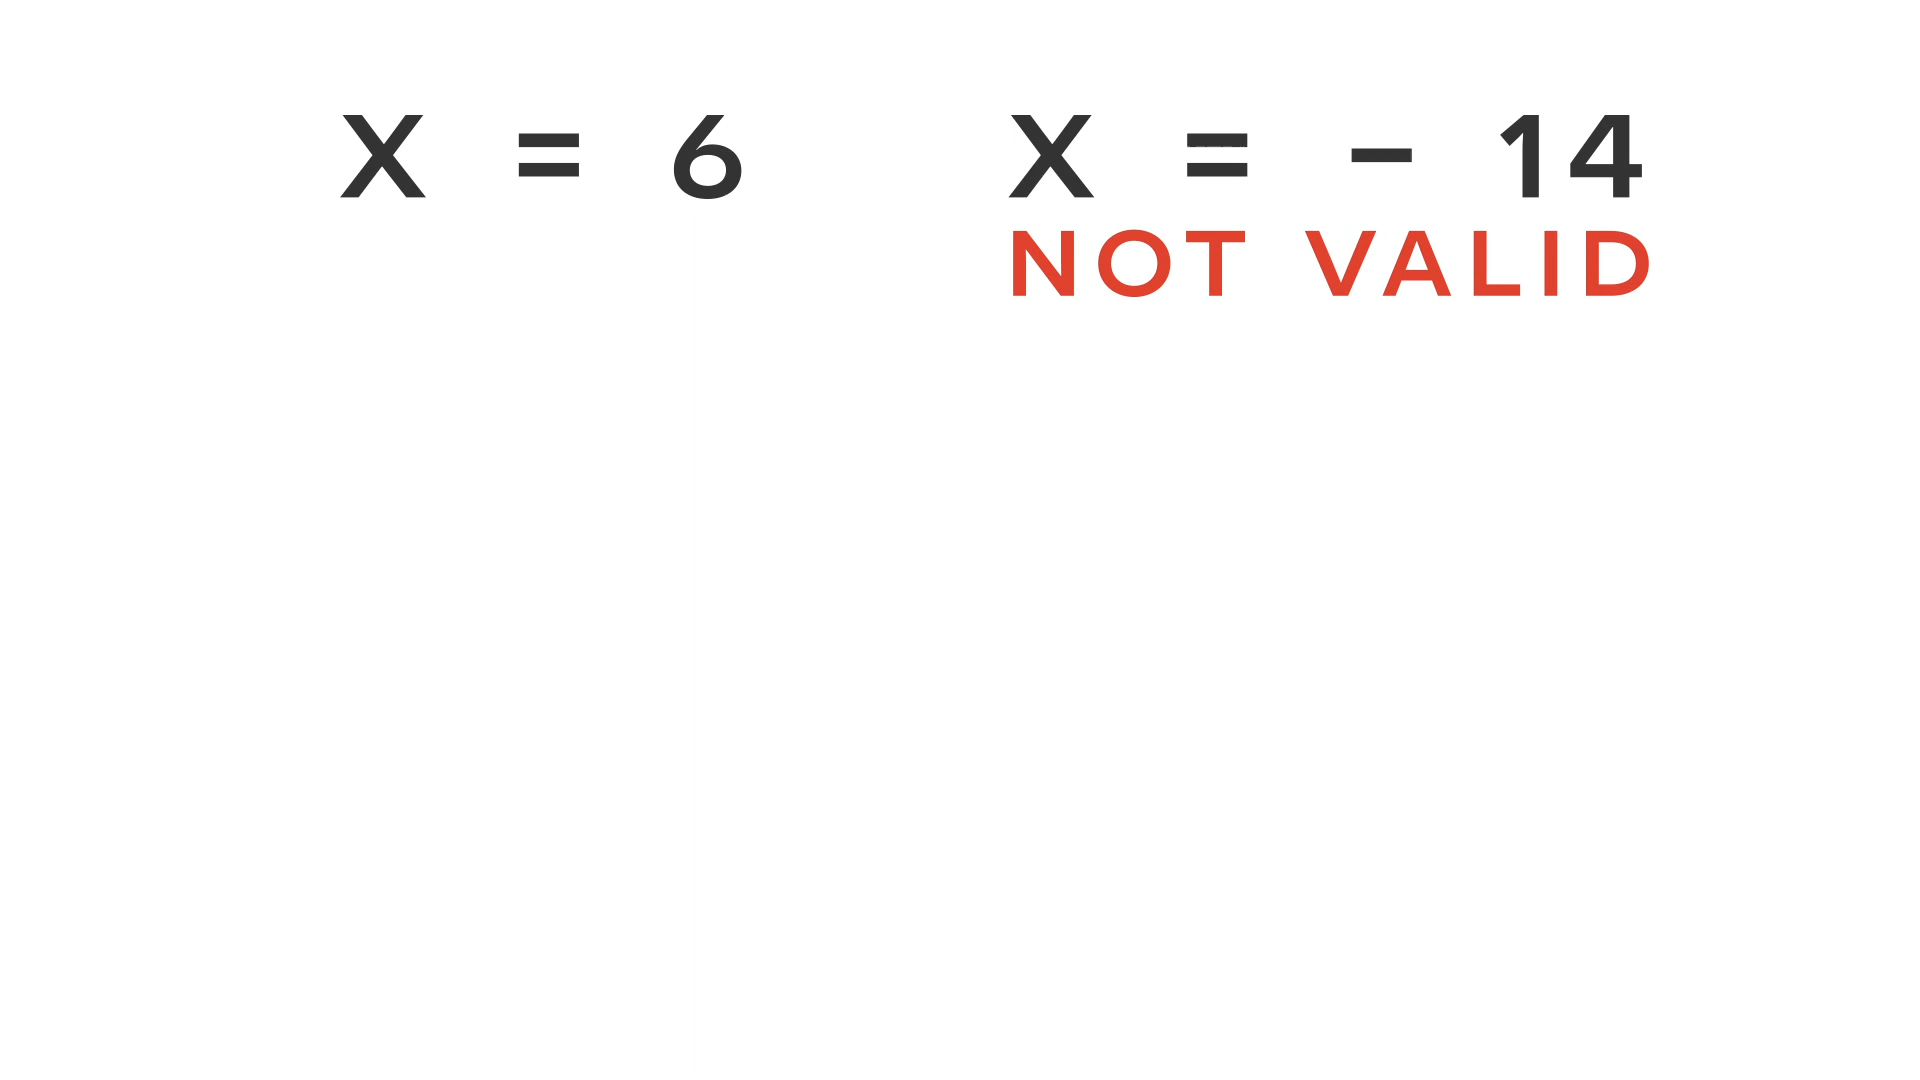 X = 6 X = − 14
NOT VALID